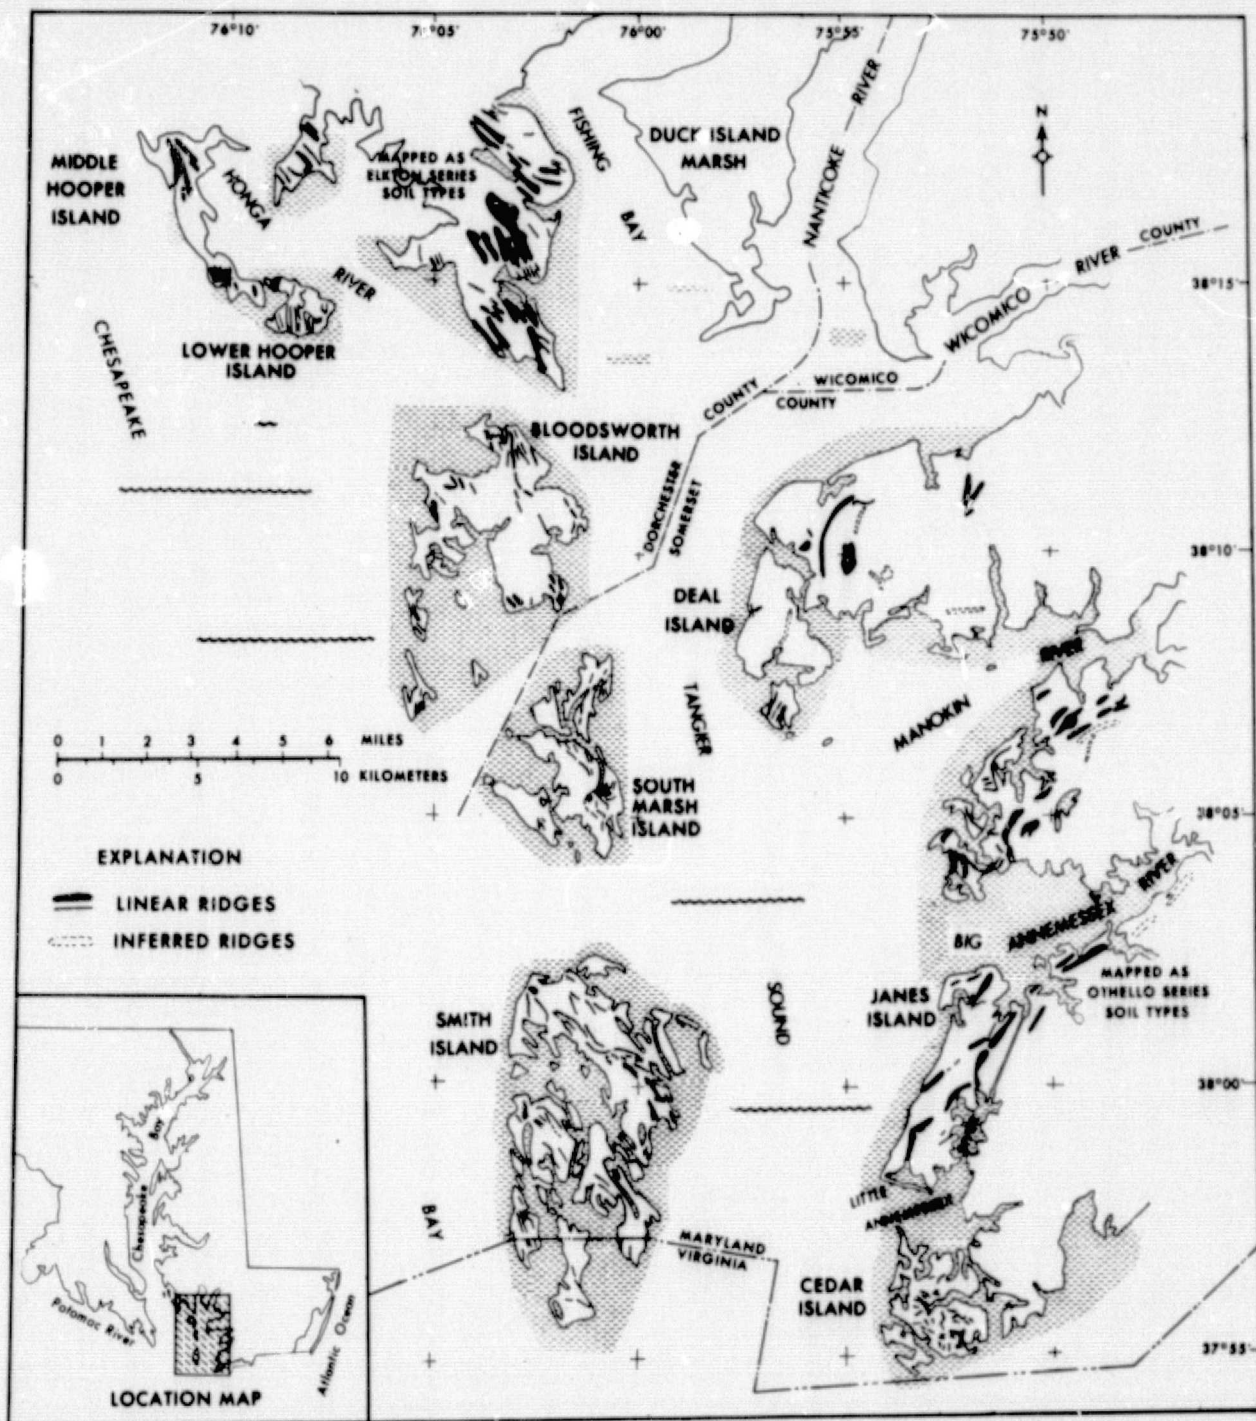 76°10'
76°05'
76°00'
75°55'
75°50'
N
MIDDLE
HOOPER
ISLAND
HONGA
RIVER
MAPPED AS
ELKTON SERIES
SOIL TYPES
FISHING
BAY
DUCK ISLAND
MARSH
NANTICOKE RIVER
WICOMICO RIVER COUNTY
38°15'
CHESAPEAKE
LOWER HOOPER
ISLAND
COUNTY
WICOMICO
COUNTY
BLOODSWORTH
ISLAND
DORCHESTER
SOMERSET
38°10'
DEAL
ISLAND
TANGIER
MANOKIN
RIVER
0 1 2 3 4 5 6 MILES
0 5 10 KILOMETERS
SOUTH
MARSH
ISLAND
38°05'
EXPLANATION
LINEAR RIDGES
INFERRED RIDGES
BIG ANNEMESSEX RIVER
MAPPED AS
OTHELLO SERIES
SOIL TYPES
JANES
ISLAND
SMITH
ISLAND
SOUND
38°00'
LITTLE
ANNEMESSEX
BAY
MARYLAND
VIRGINIA
CEDAR
ISLAND
37°55'
Chesapeake Bay
Potomac River
Atlantic Ocean
LOCATION MAP